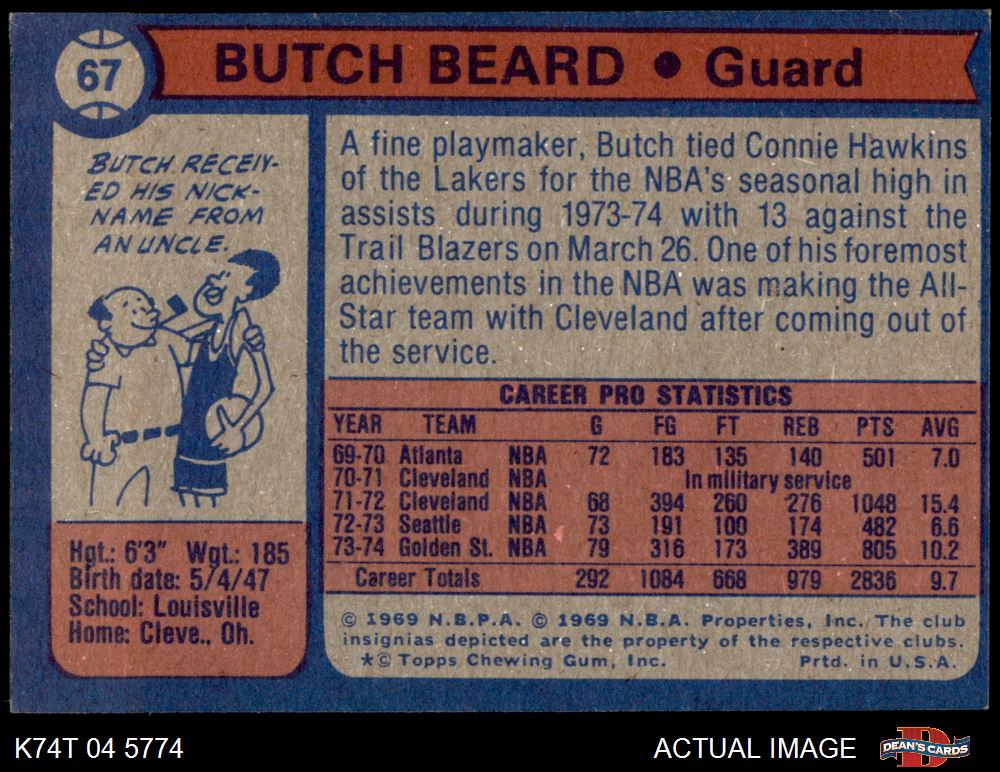 67
BUTCH BEARD • Guard
BUTCH RECEIV-
ED HIS NICK-
NAME FROM
AN UNCLE.
A fine playmaker, Butch tied Connie Hawkins
of the Lakers for the NBA's seasonal high in
assists during 1973-74 with 13 against the
Trail Blazers on March 26. One of his foremost
achievements in the NBA was making the All-
Star team with Cleveland after coming out of
the service.
CAREER PRO STATISTICS
YEAR TEAM G FG FT REB PTS AVG
69-70 Atlanta NBA 72 183 135 140 501 7.0
70-71 Cleveland NBA In military service
71-72 Cleveland NBA 68 394 260 276 1048 15.4
72-73 Seattle NBA 73 191 100 174 482 6.6
73-74 Golden St. NBA 79 316 173 389 805 10.2
Career Totals 292 1084 668 979 2836 9.7
Hgt.: 6'3" Wgt.: 185
Birth date: 5/4/47
School: Louisville
Home: Cleve., Oh.
© 1969 N.B.P.A. © 1969 N.B.A. Properties, Inc. The club
insignias depicted are the property of the respective clubs.
*© Topps Chewing Gum, Inc. Prtd. in U.S.A.
K74T 04 5774
ACTUAL IMAGE
D
DEAN'S CARDS